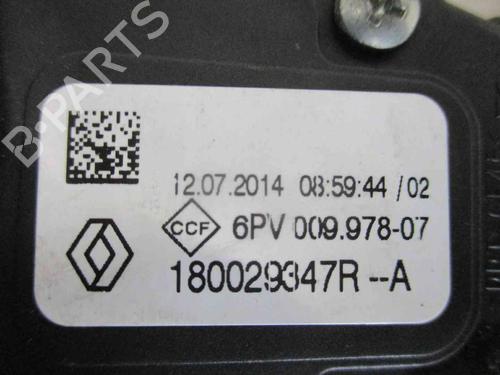 B-PARTS
12.07.2014 08:59:44 /02
CCF 6PV 009.978-07
180029347R --A